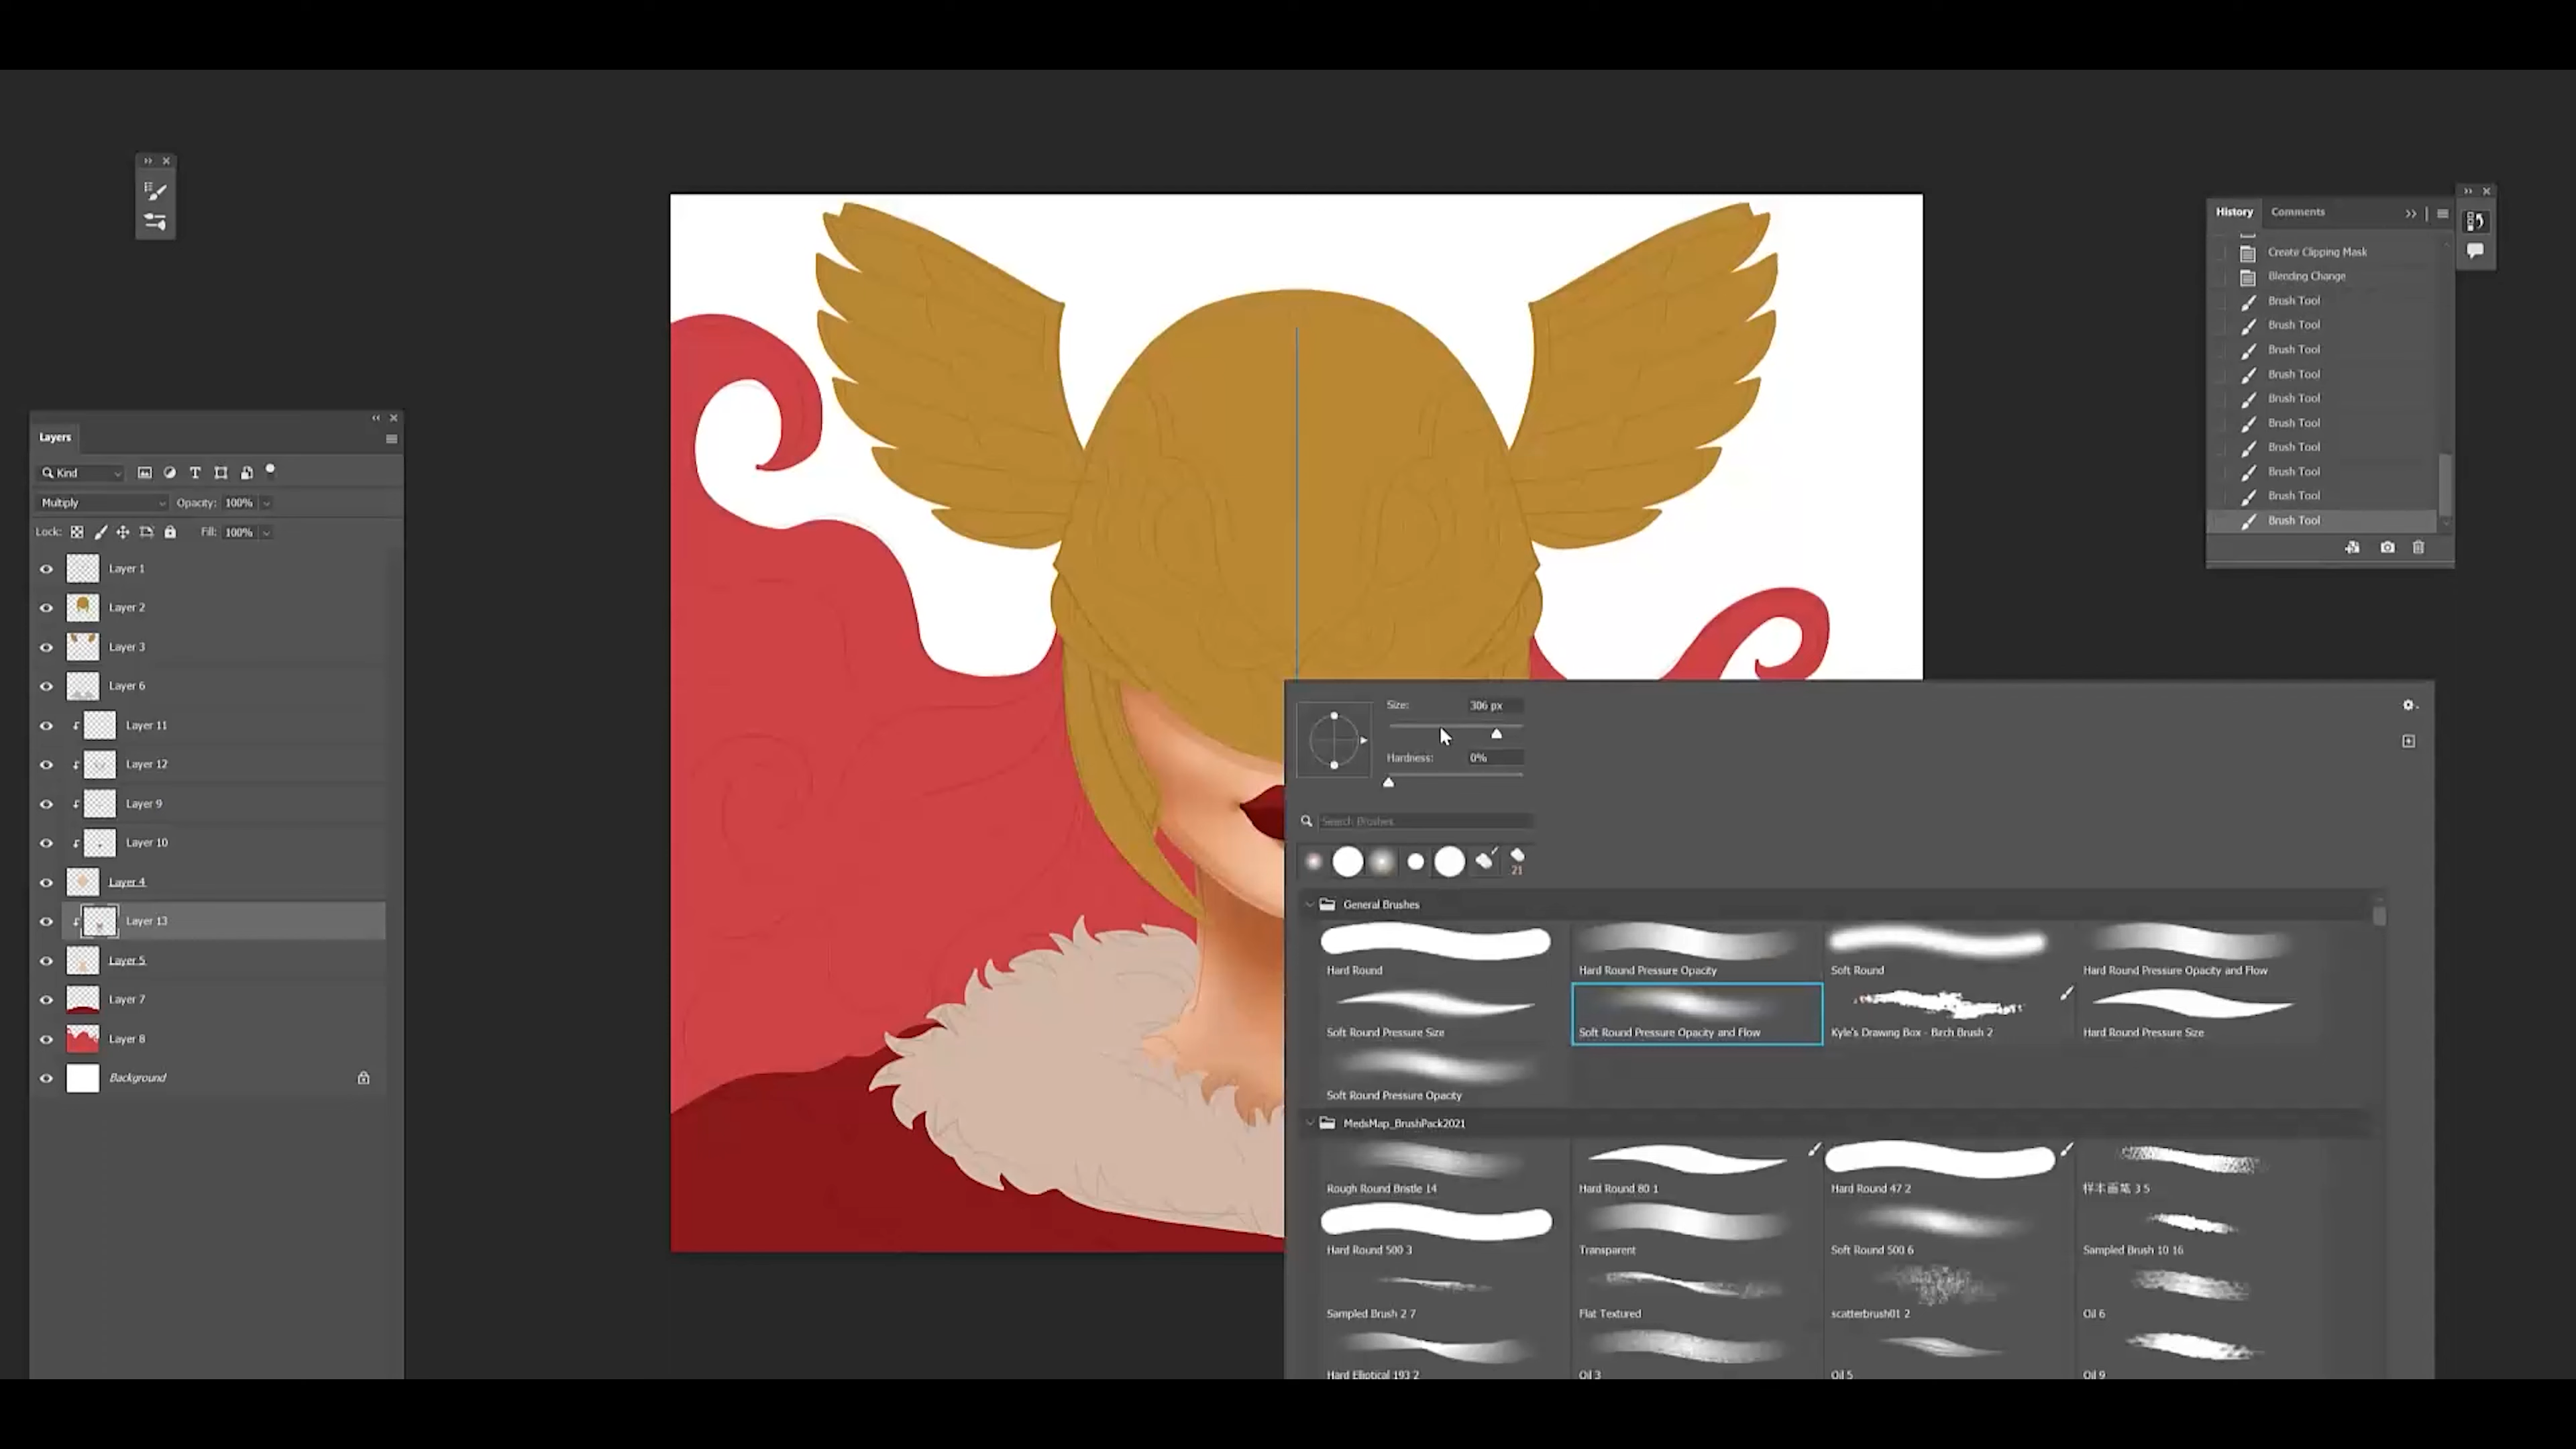 History Comments
Create Clipping Mask
Blending Change
Brush Tool
Brush Tool
Brush Tool
Brush Tool
Brush Tool
Brush Tool
Brush Tool
Brush Tool
Brush Tool
Brush Tool
Layers
Kind
Multiply Opacity: 100%
Lock: Fill: 100%
Layer 1
Layer 2
Layer 3
Layer 6
Layer 11
Layer 12
Layer 9
Layer 10
Layer 4
Layer 13
Layer 5
Layer 7
Layer 8
Background
Size: 306 px
Hardness: 0%
Search Brushes
21
General Brushes
Hard Round Hard Round Pressure Opacity Soft Round Hard Round Pressure Opacity and Flow
Soft Round Pressure Size Soft Round Pressure Opacity and Flow Kyle's Drawing Box - Birch Brush 2 Hard Round Pressure Size
Soft Round Pressure Opacity
MedsMap_BrushPack2021
Rough Round Bristle 14 Hard Round 80 1 Hard Round 47 2 样本画笔 3 5
Hard Round 500 3 Transparent Soft Round 500 6 Sampled Brush 10 16
Sampled Brush 2 7 Flat Textured scatterbrush01 2 Oil 6
Hard Elliptical 193 2 Oil 3 Oil 5 Oil 9